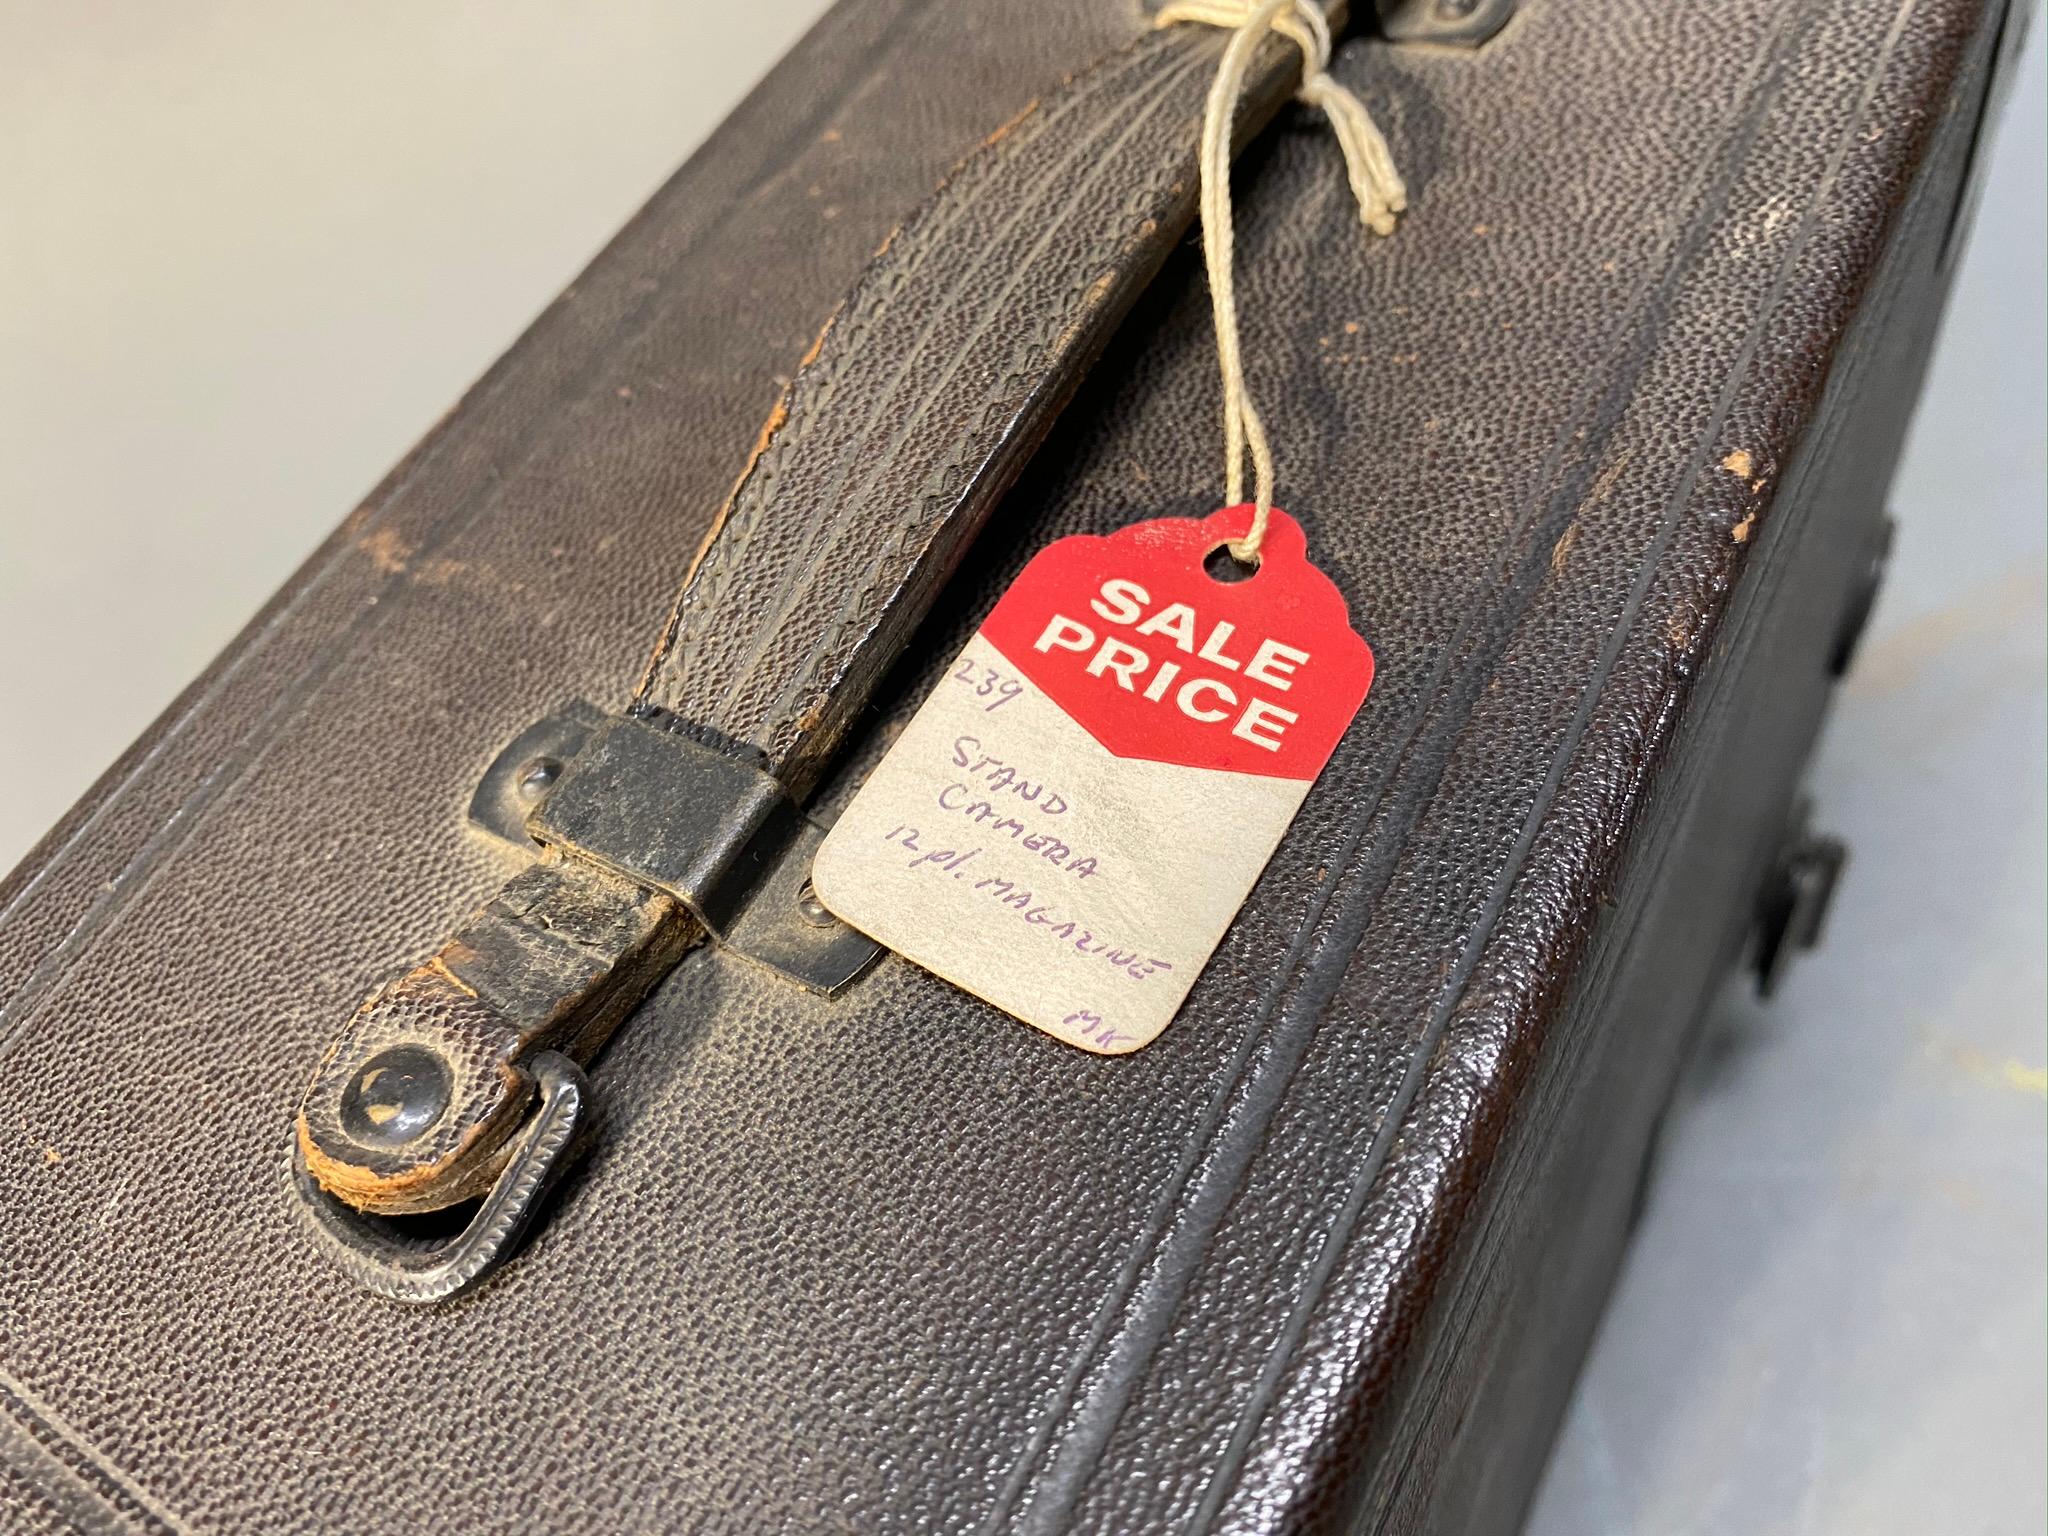 SALE
PRICE
239
STAND
CAMERA
12 pl. MAGAZINE
MK